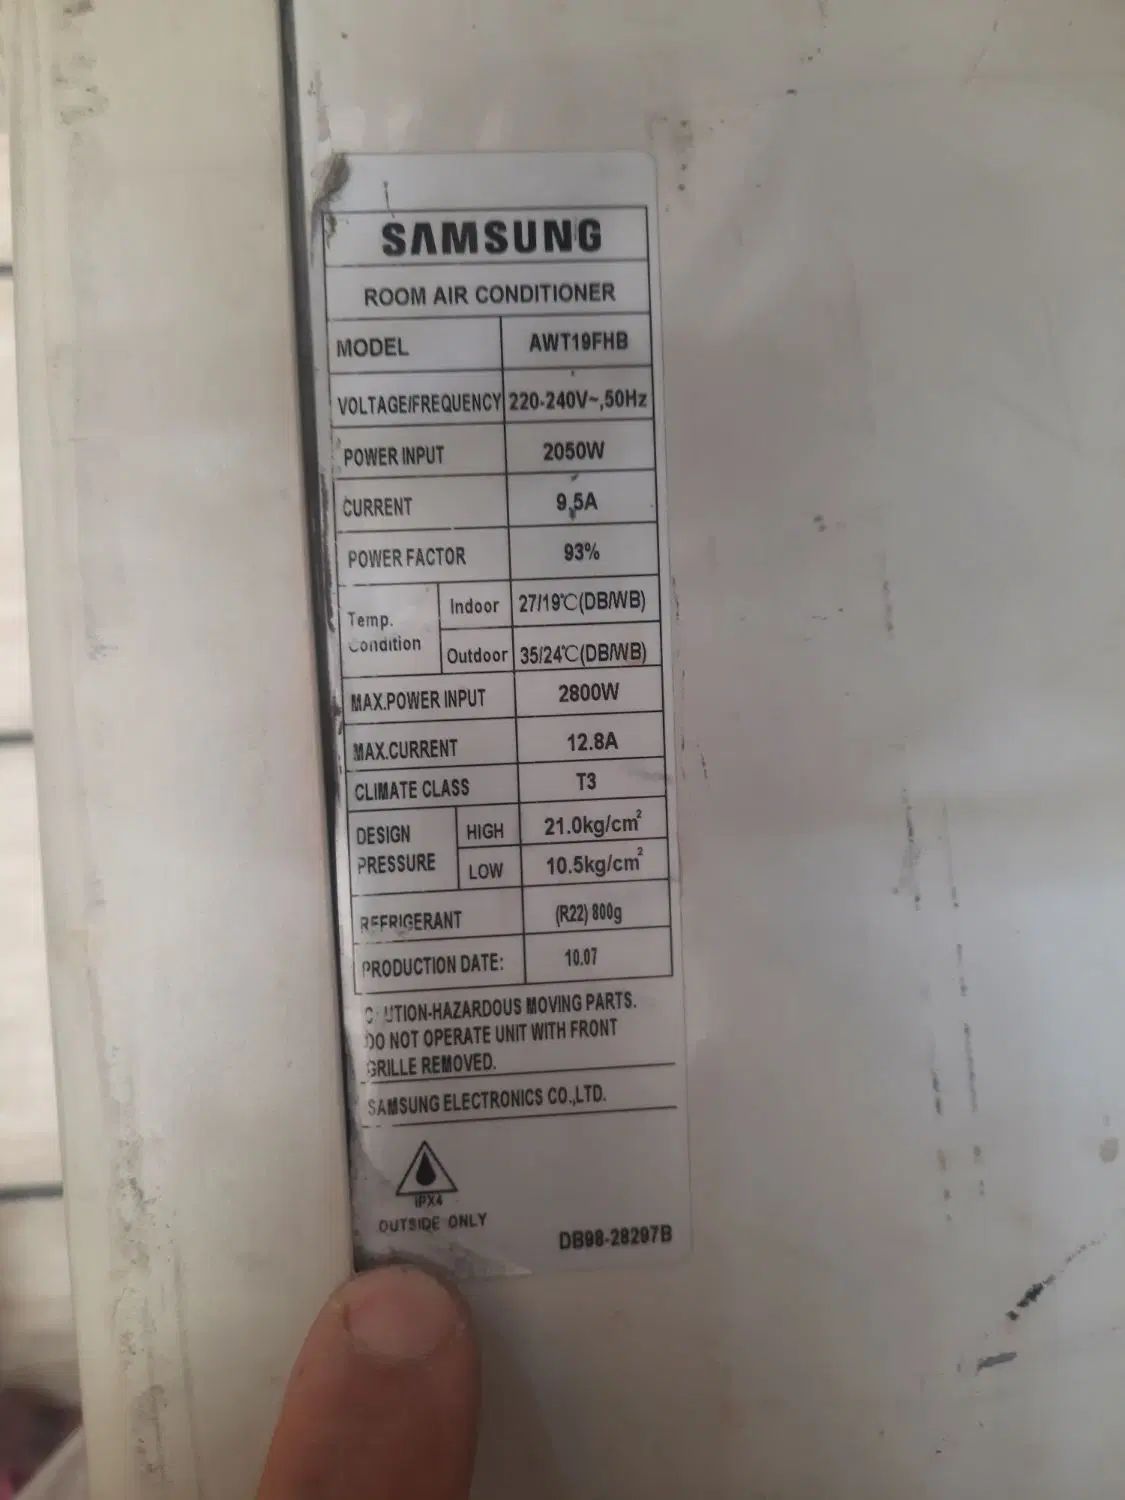 SAMSUNG
ROOM AIR CONDITIONER
MODEL AWT19FHB
VOLTAGE/FREQUENCY 220-240V~,50Hz
POWER INPUT 2050W
CURRENT 9.5A
POWER FACTOR 93%
Temp. Condition Indoor 27/19℃(DB/WB)
Outdoor 35/24℃(DB/WB)
MAX.POWER INPUT 2800W
MAX.CURRENT 12.8A
CLIMATE CLASS T3
DESIGN PRESSURE HIGH 21.0kg/cm²
LOW 10.5kg/cm²
REFRIGERANT (R22) 800g
PRODUCTION DATE: 10.07
CAUTION-HAZARDOUS MOVING PARTS.
DO NOT OPERATE UNIT WITH FRONT
GRILLE REMOVED.
SAMSUNG ELECTRONICS CO.,LTD.
IPX4
OUTSIDE ONLY
DB98-28297B